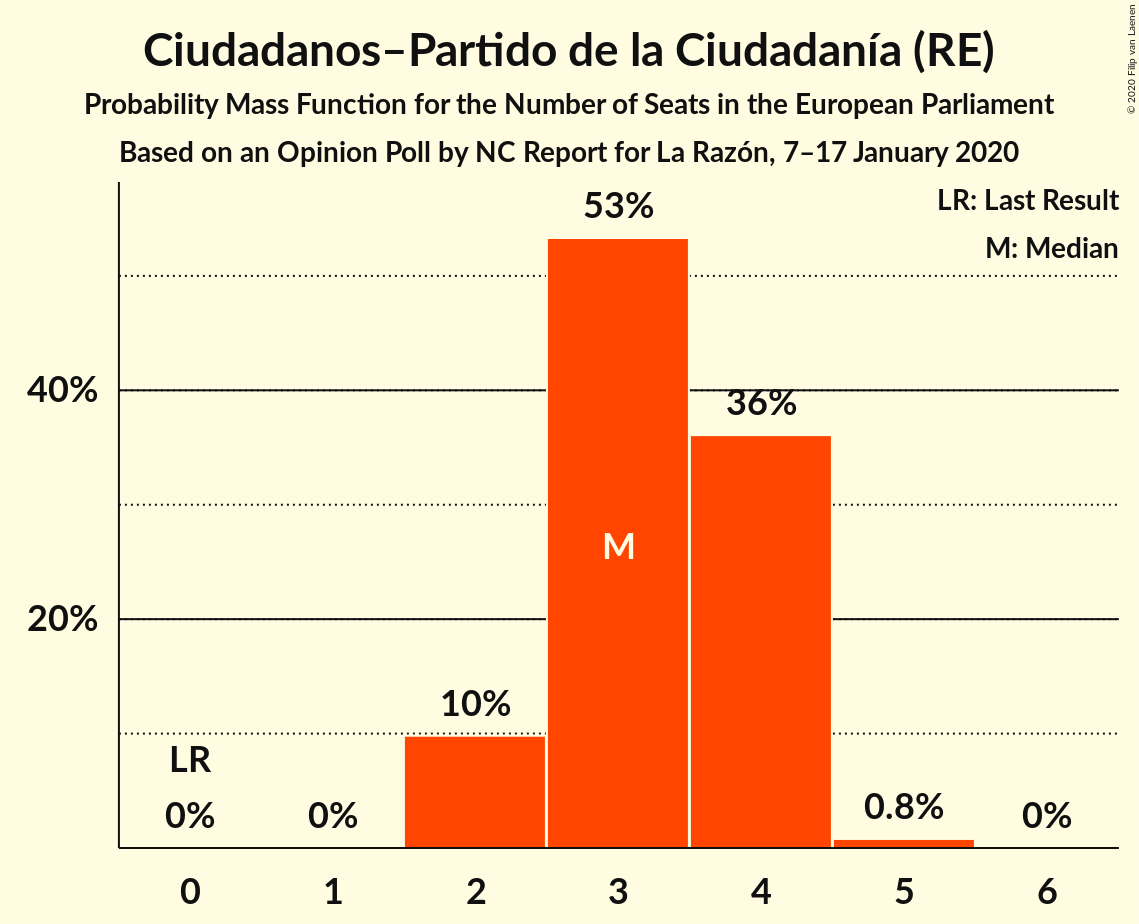 Ciudadanos–Partido de la Ciudadanía (RE)
Probability Mass Function for the Number of Seats in the European Parliament
Based on an Opinion Poll by NC Report for La Razón, 7–17 January 2020
© 2020 Filip van Laenen
LR: Last Result
M: Median
53%
40%
36%
M
20%
10%
LR
0%
0%
0.8%
0%
0 1 2 3 4 5 6